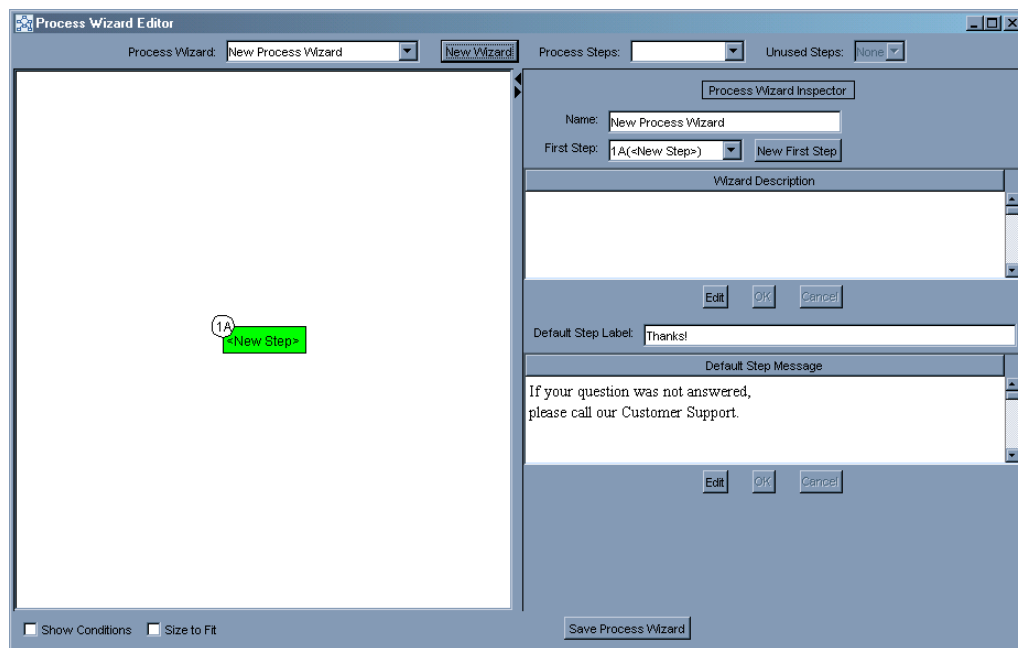 Process Wizard Editor
Process Wizard: New Process Wizard New Wizard Process Steps: Unused Steps: None
Process Wizard Inspector
Name: New Process Wizard
First Step: 1A(<New Step>) New First Step
Wizard Description
Edit OK Cancel
1A
<New Step>
Default Step Label: Thanks!
Default Step Message
If your question was not answered,
please call our Customer Support.
Edit OK Cancel
Show Conditions Size to Fit Save Process Wizard